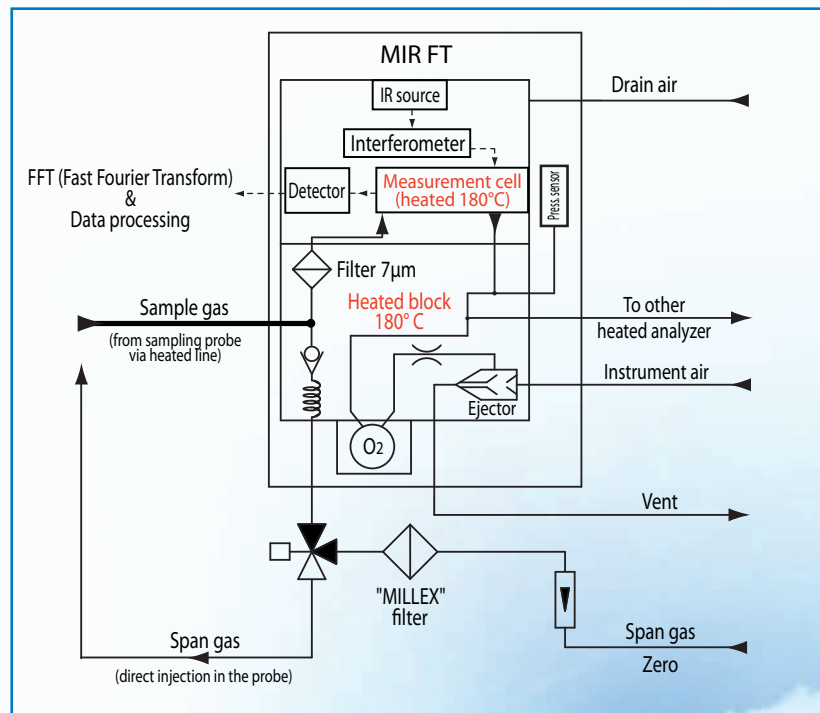 MIR FT
IR source
Drain air
Interferometer
FFT (Fast Fourier Transform)
&
Data processing
Detector
Measurement cell
(heated 180°C)
Press. sensor
Filter 7µm
Sample gas
(from sampling probe
via heated line)
Heated block
180° C
To other
heated analyzer
Instrument air
Ejector
O2
Vent
"MILLEX"
filter
Span gas
(direct injection in the probe)
Span gas
Zero